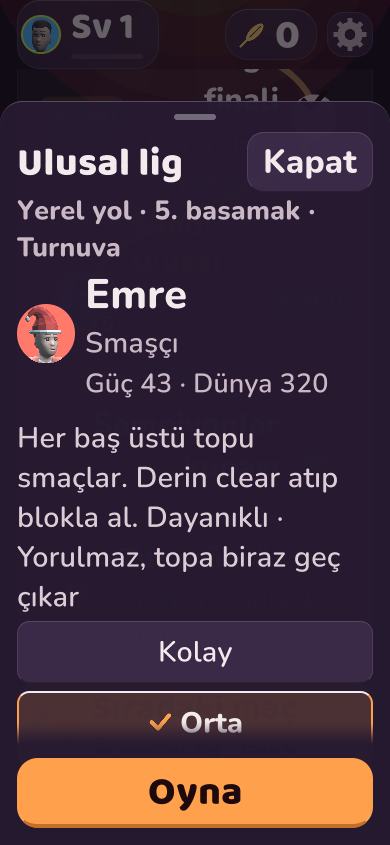 Sv 1
0
finali
Ulusal lig
Kapat
Yerel yol · 5. basamak ·
Turnuva
Emre
Smaşçı
Güç 43 · Dünya 320
Her baş üstü topu
smaçlar. Derin clear atıp
blokla al. Dayanıklı ·
Yorulmaz, topa biraz geç
çıkar
Kolay
Orta
Oyna